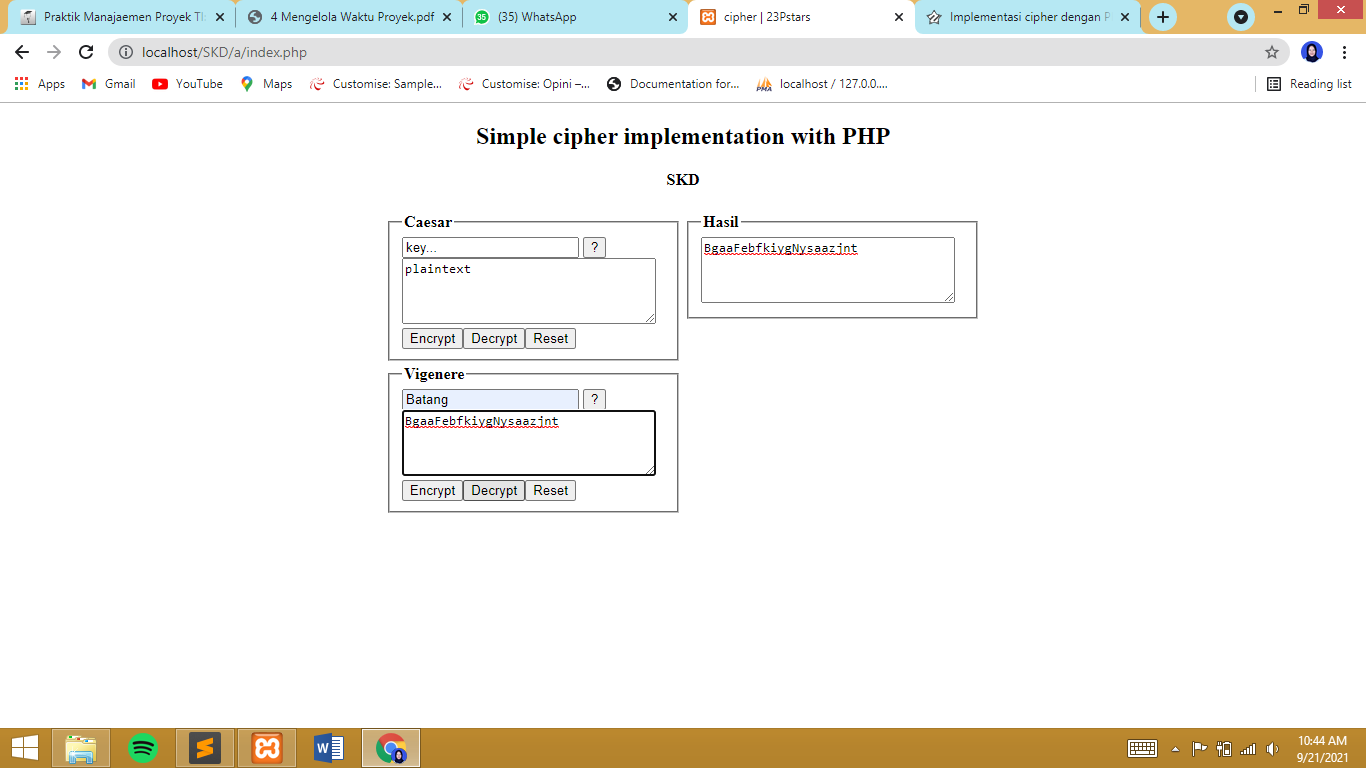 Praktik Manajaemen Proyek TI:
4 Mengelola Waktu Proyek.pdf
(35) WhatsApp
cipher | 23Pstars
Implementasi cipher dengan P
localhost/SKD/a/index.php
Apps
Gmail
YouTube
Maps
Customise: Sample...
Customise: Opini –...
Documentation for...
localhost / 127.0.0....
Reading list
Simple cipher implementation with PHP
SKD
Caesar
key...
?
plaintext
Encrypt Decrypt Reset
Hasil
BgaaFebfkiygNysaazjnt
Vigenere
Batang
?
BgaaFebfkiygNysaazjnt
Encrypt Decrypt Reset
10:44 AM
9/21/2021